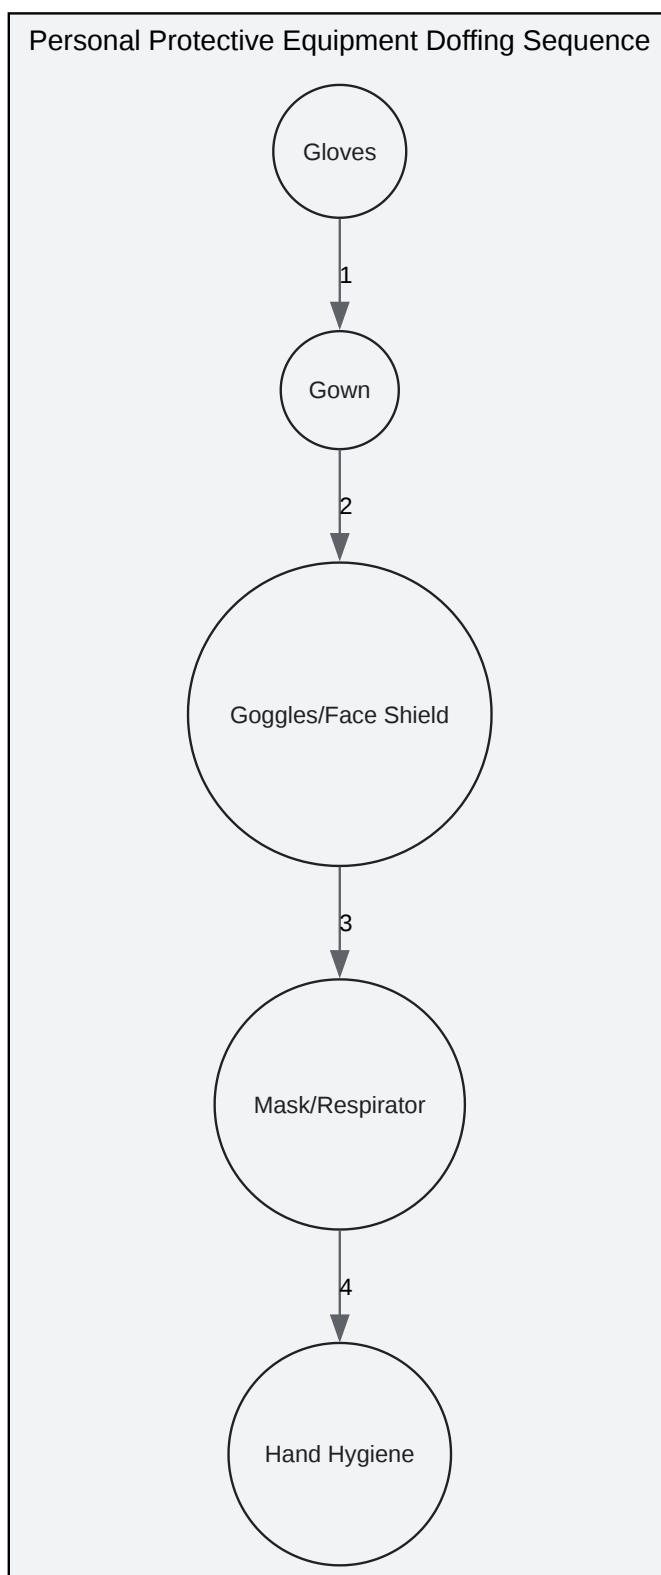 Personal Protective Equipment Doffing Sequence
Gloves
1
Gown
2
Goggles/Face Shield
3
Mask/Respirator
4
Hand Hygiene